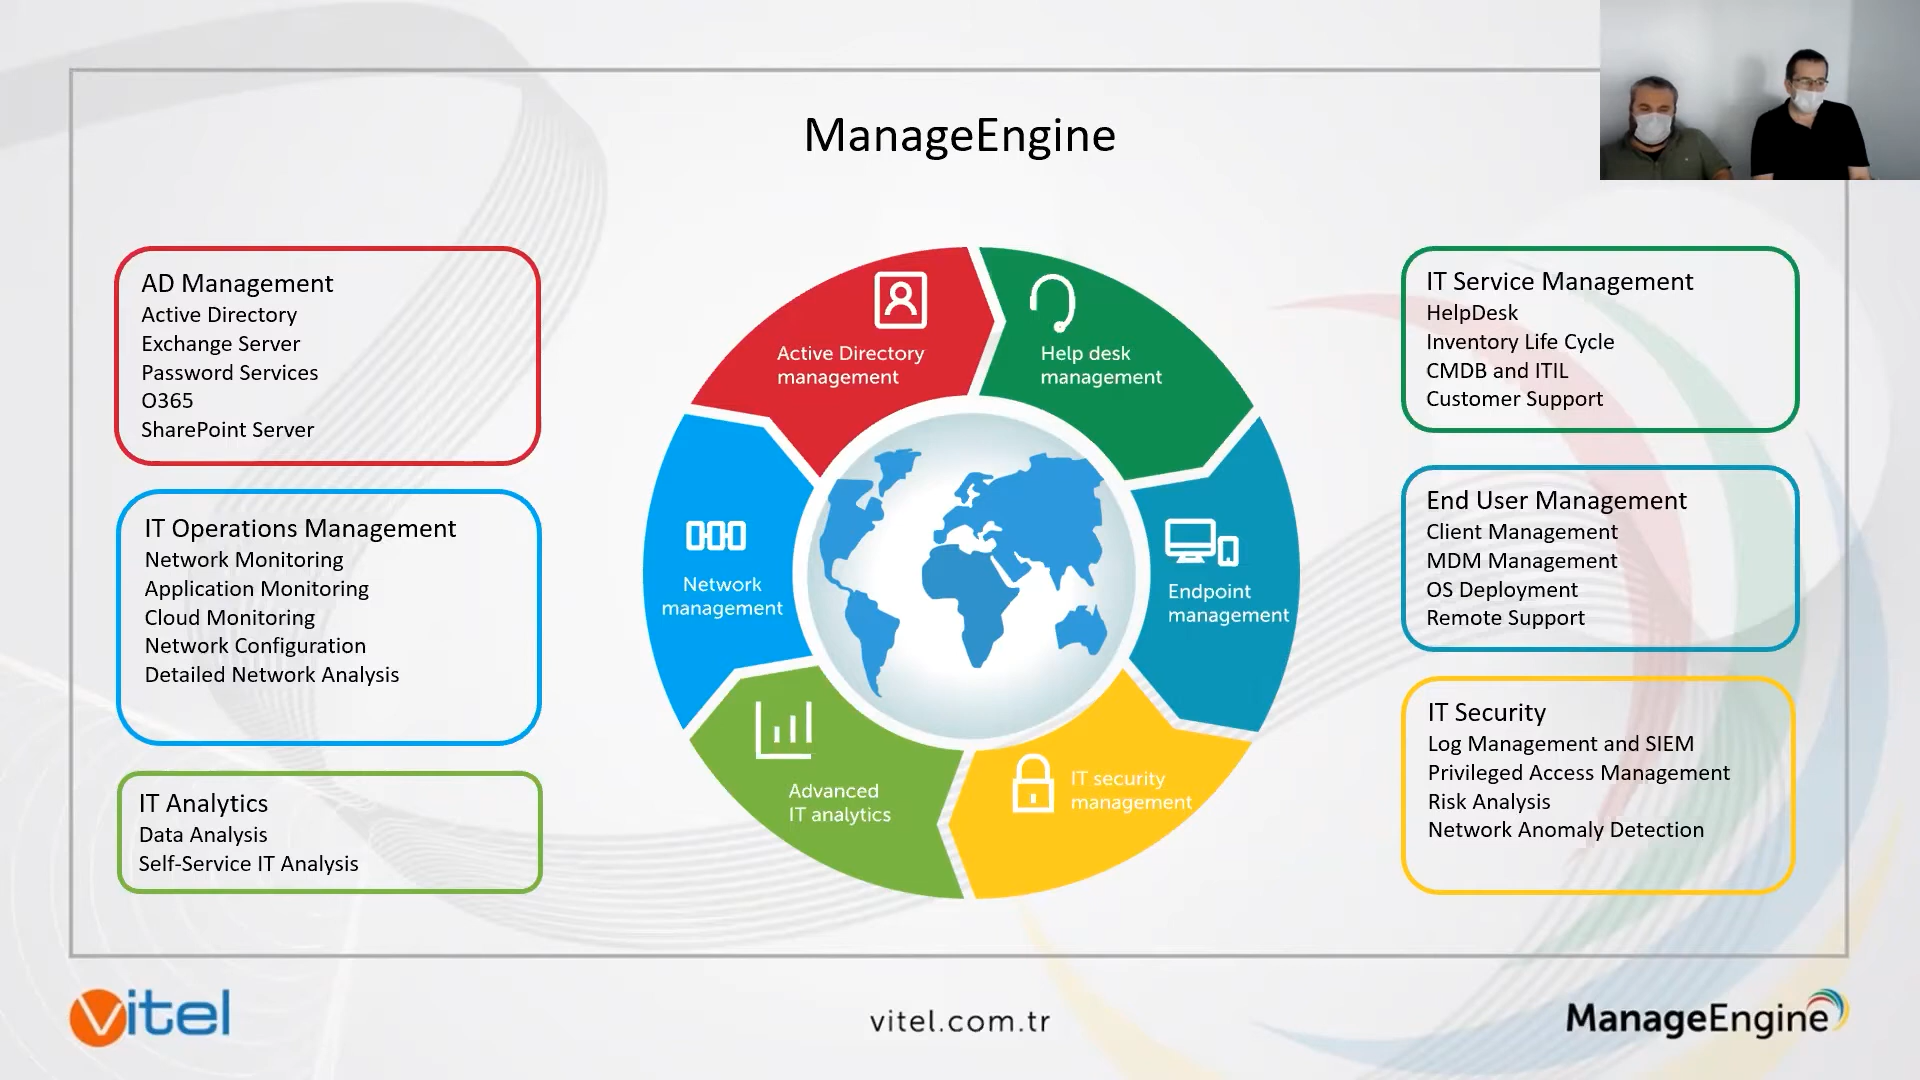 ManageEngine
AD Management
Active Directory
Exchange Server
Password Services
O365
SharePoint Server
IT Operations Management
Network Monitoring
Application Monitoring
Cloud Monitoring
Network Configuration
Detailed Network Analysis
IT Analytics
Data Analysis
Self-Service IT Analysis
Active Directory
management
Help desk
management
Network
management
Endpoint
management
Advanced
IT analytics
IT security
management
IT Service Management
HelpDesk
Inventory Life Cycle
CMDB and ITIL
Customer Support
End User Management
Client Management
MDM Management
OS Deployment
Remote Support
IT Security
Log Management and SIEM
Privileged Access Management
Risk Analysis
Network Anomaly Detection
vitel
vitel.com.tr
ManageEngine